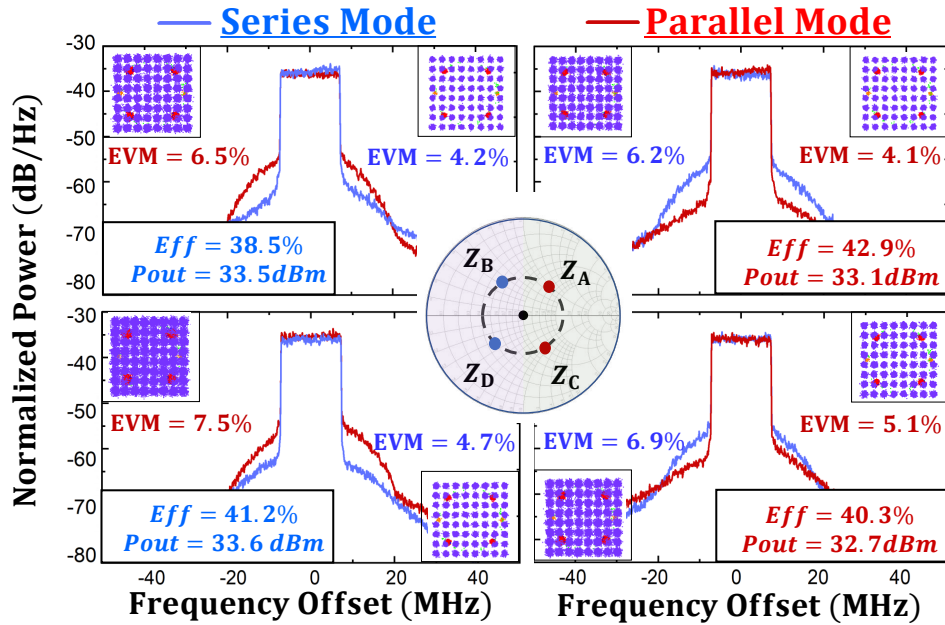 Series Mode
Parallel Mode
Normalized Power (dB/Hz)
-30
-40
-50
-60
-70
-80
-30
-40
-50
-60
-70
-80
EVM = 6.5%
EVM = 4.2%
Eff = 38.5%
Pout = 33.5dBm
EVM = 6.2%
EVM = 4.1%
Eff = 42.9%
Pout = 33.1dBm
Z_B
Z_A
Z_D
Z_C
EVM = 7.5%
EVM = 4.7%
Eff = 41.2%
Pout = 33.6 dBm
EVM = 6.9%
EVM = 5.1%
Eff = 40.3%
Pout = 32.7dBm
-40 -20 0 20 40
-40 -20 0 20 40
Frequency Offset (MHz)
Frequency Offset (MHz)